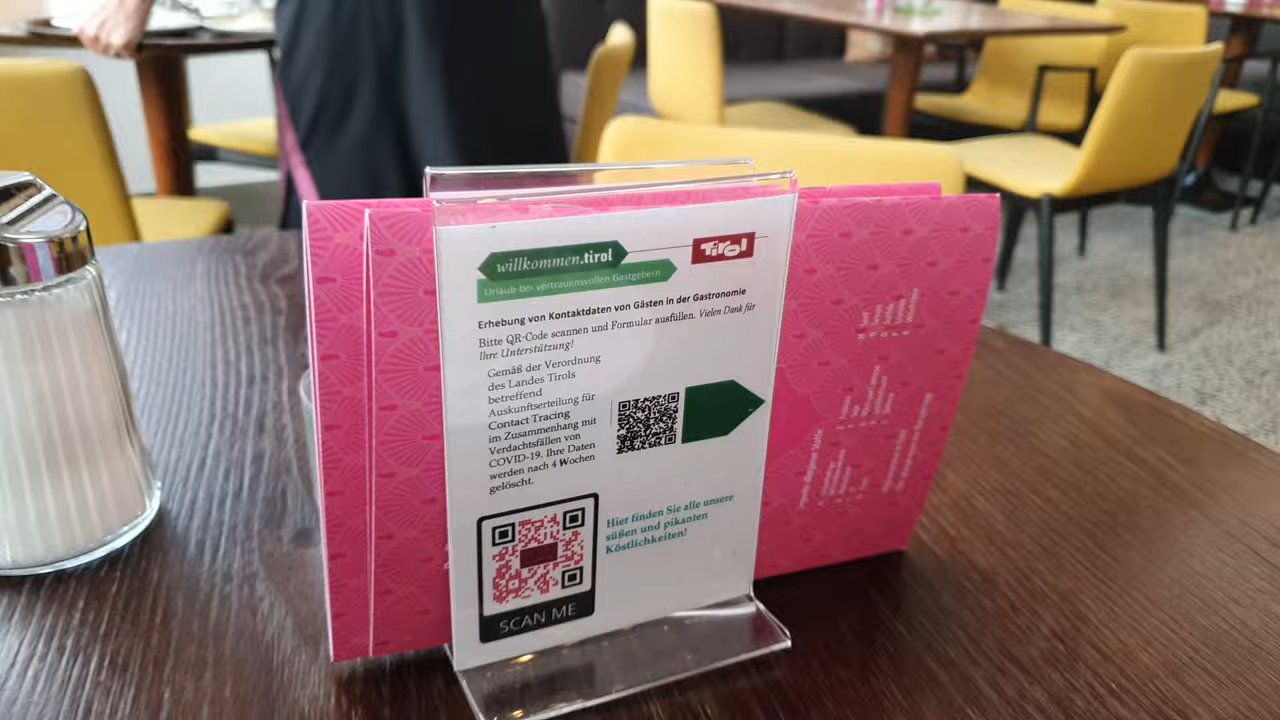 willkommen.tirol
Tirol
Urlaub bei vertrauensvollen Gastgebern
Erhebung von Kontaktdaten von Gästen in der Gastronomie
Bitte QR-Code scannen und Formular ausfüllen. Vielen Dank für
Ihre Unterstützung!
Gemäß der Verordnung
des Landes Tirols
betreffend
Auskunftserteilung für
Contact Tracing
im Zusammenhang mit
Verdachtsfällen von
COVID-19. Ihre Daten
werden nach 4 Wochen
gelöscht.
Hier finden Sie alle unsere
süßen und pikanten
Köstlichkeiten!
SCAN ME